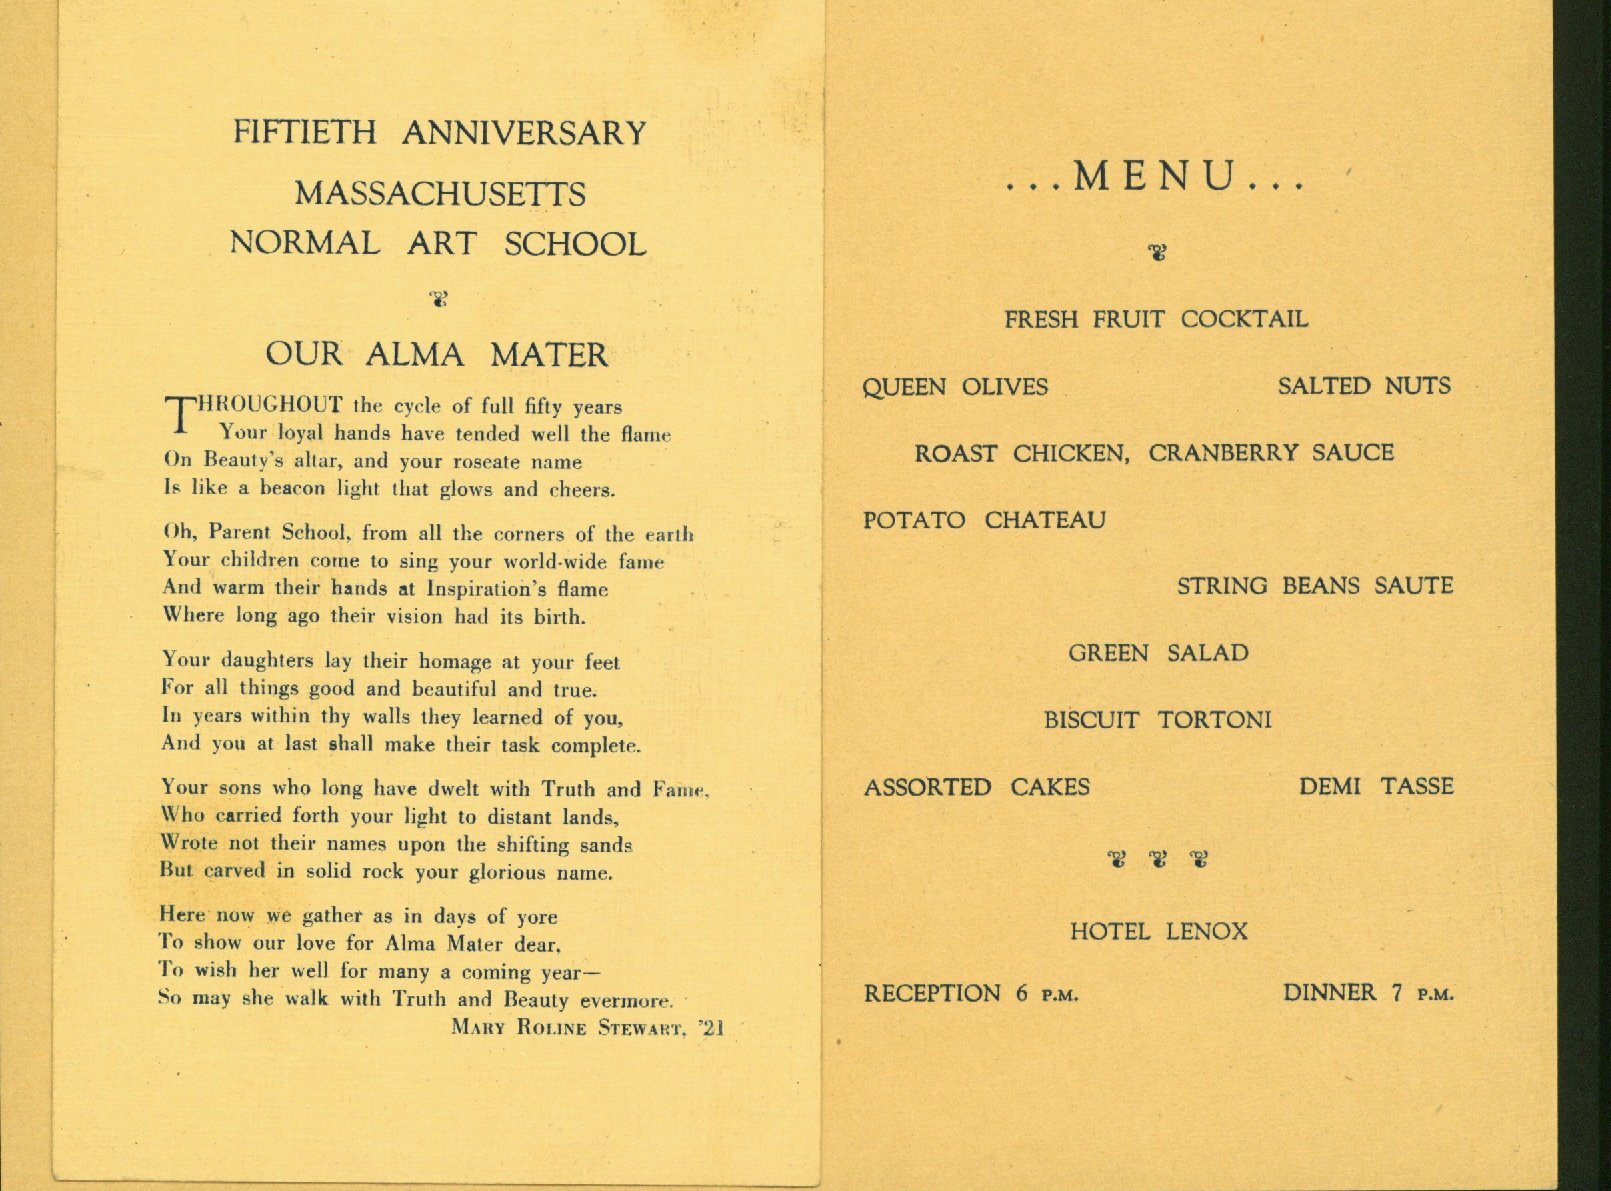 FIFTIETH ANNIVERSARY
MASSACHUSETTS
NORMAL ART SCHOOL
OUR ALMA MATER
THROUGHOUT the cycle of full fifty years
Your loyal hands have tended well the flame
On Beauty's altar, and your roseate name
Is like a beacon light that glows and cheers.
Oh, Parent School, from all the corners of the earth
Your children come to sing your world-wide fame
And warm their hands at Inspiration's flame
Where long ago their vision had its birth.
Your daughters lay their homage at your feet
For all things good and beautiful and true.
In years within thy walls they learned of you,
And you at last shall make their task complete.
Your sons who long have dwelt with Truth and Fame,
Who carried forth your light to distant lands,
Wrote not their names upon the shifting sands
But carved in solid rock your glorious name.
Here now we gather as in days of yore
To show our love for Alma Mater dear,
To wish her well for many a coming year—
So may she walk with Truth and Beauty evermore.
MARY ROLINE STEWART, '21
...MENU...
FRESH FRUIT COCKTAIL
QUEEN OLIVES SALTED NUTS
ROAST CHICKEN, CRANBERRY SAUCE
POTATO CHATEAU
STRING BEANS SAUTE
GREEN SALAD
BISCUIT TORTONI
ASSORTED CAKES DEMI TASSE
HOTEL LENOX
RECEPTION 6 P.M. DINNER 7 P.M.